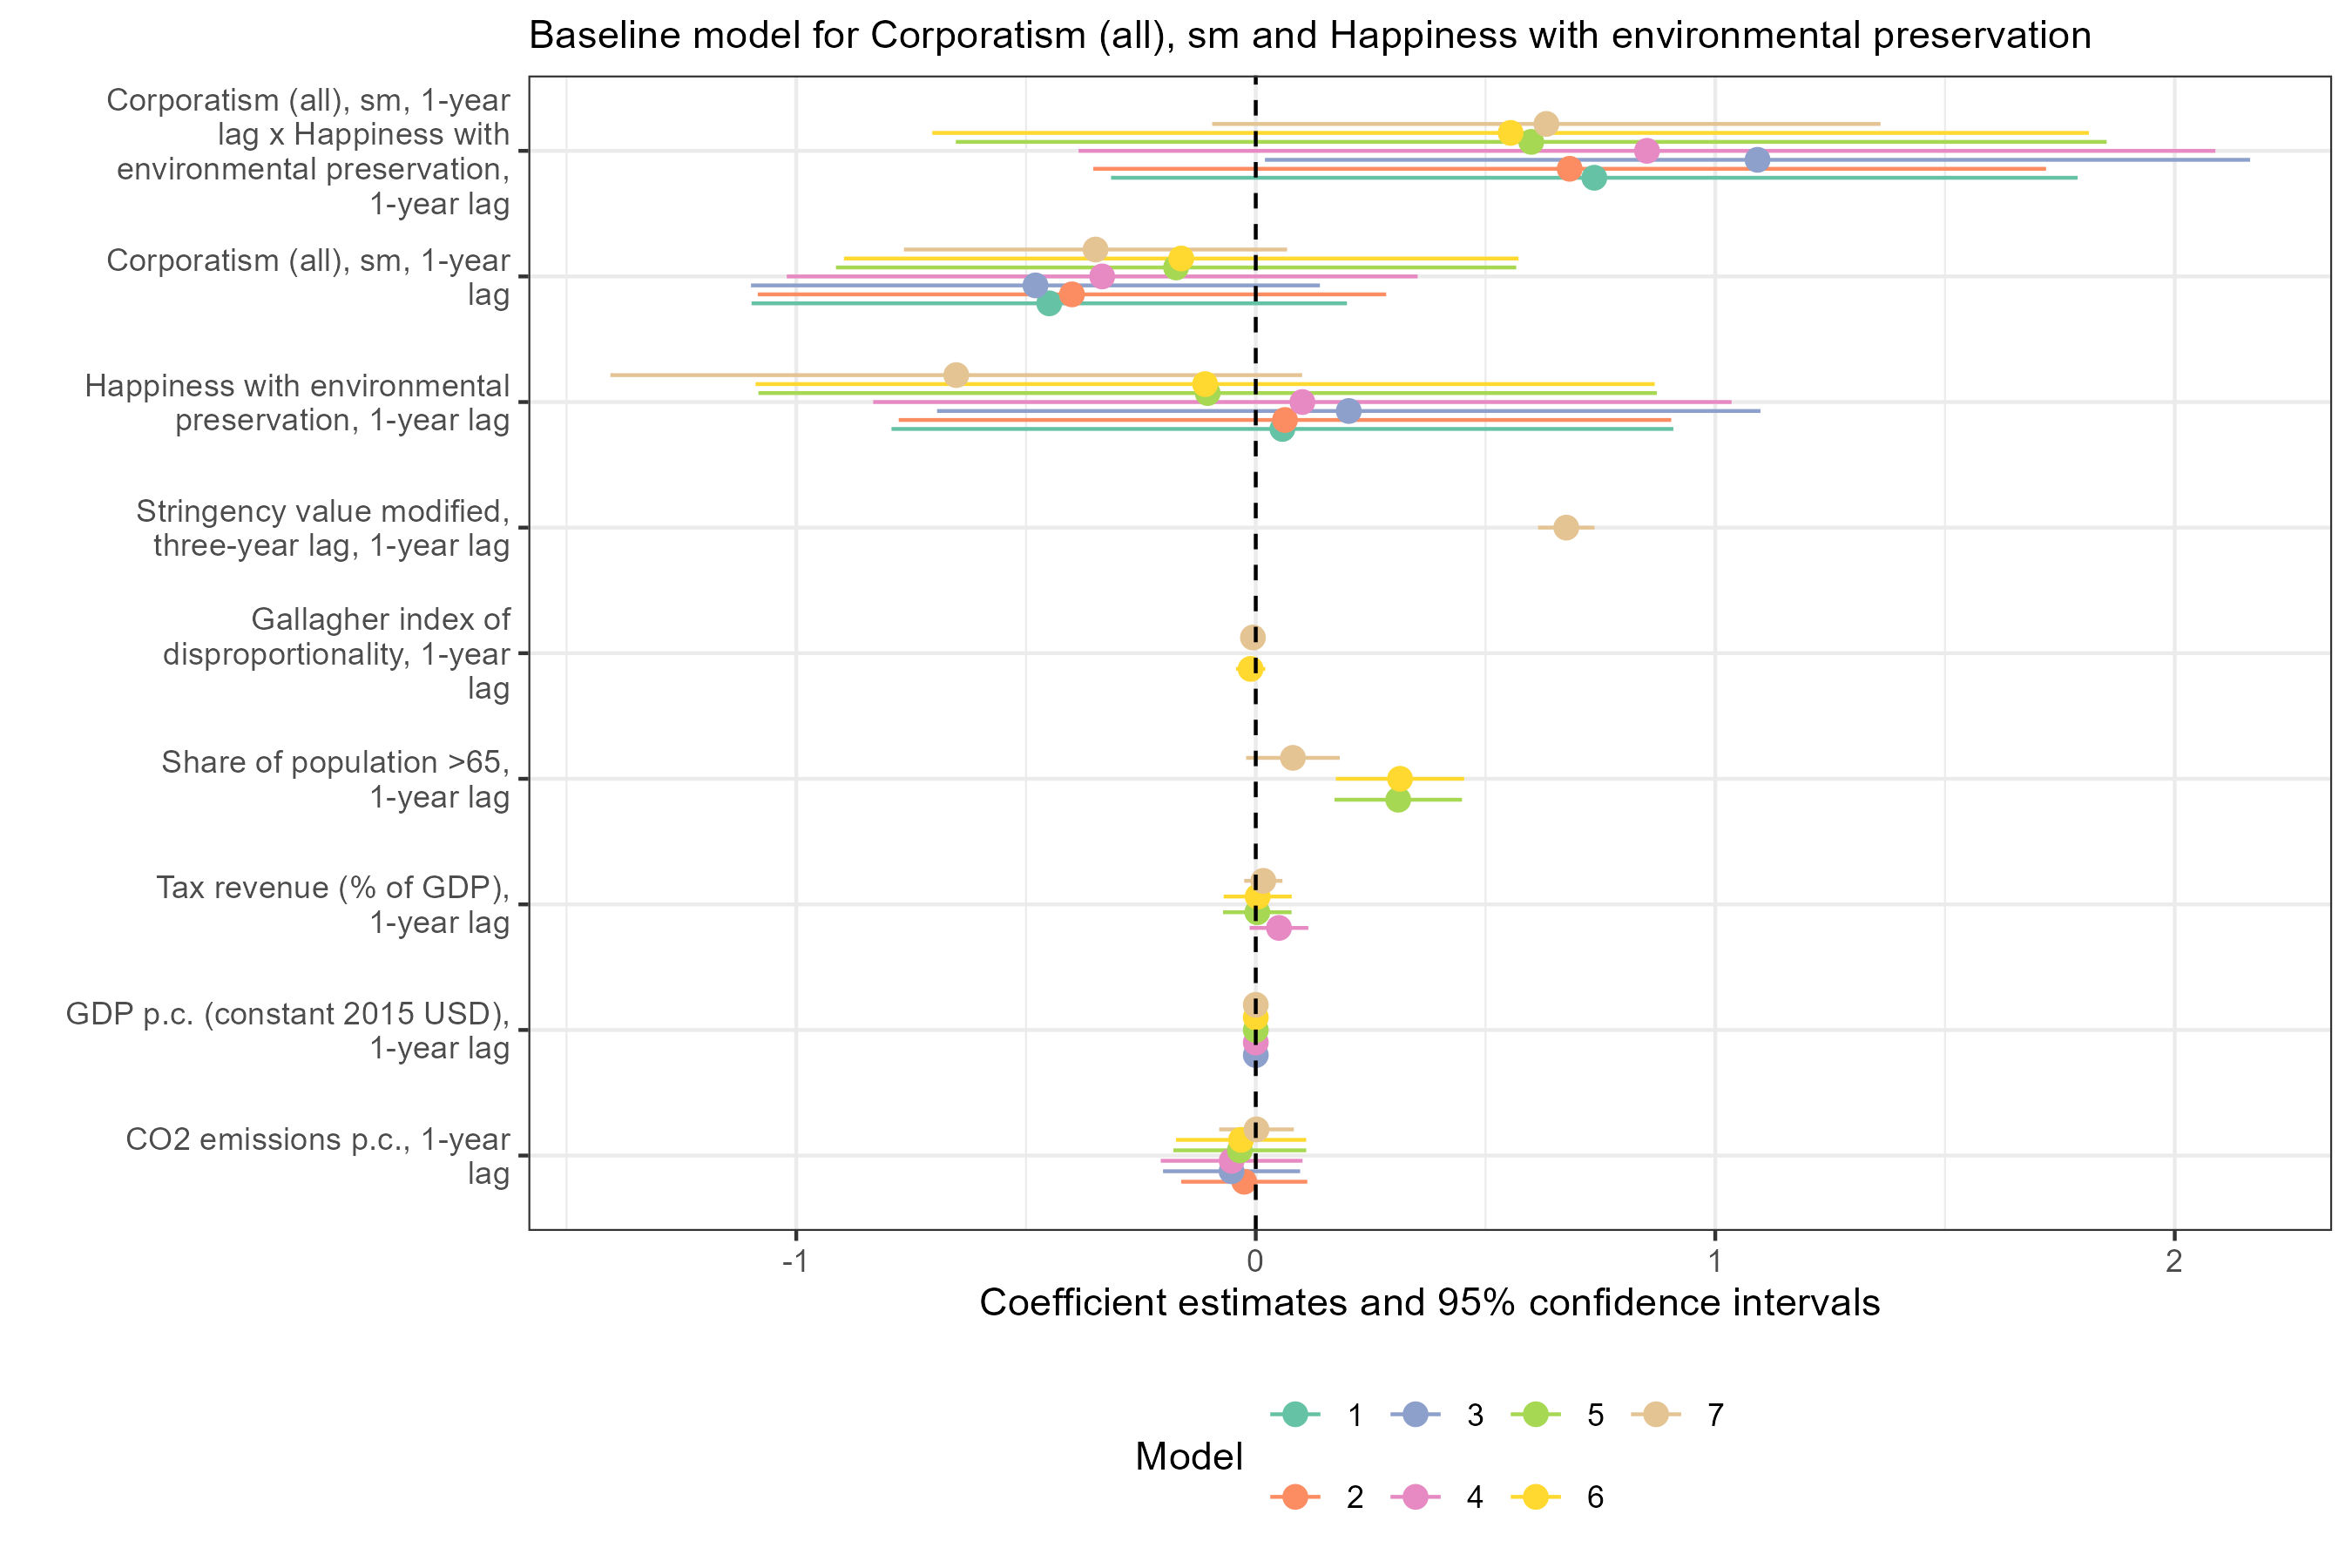 Baseline model for Corporatism (all), sm and Happiness with environmental preservation
Corporatism (all), sm, 1-year
lag x Happiness with
environmental preservation,
1-year lag
Corporatism (all), sm, 1-year
lag
Happiness with environmental
preservation, 1-year lag
Stringency value modified,
three-year lag, 1-year lag
Gallagher index of
disproportionality, 1-year
lag
Share of population >65,
1-year lag
Tax revenue (% of GDP),
1-year lag
GDP p.c. (constant 2015 USD),
1-year lag
CO2 emissions p.c., 1-year
lag
-1 0 1 2
Coefficient estimates and 95% confidence intervals
Model
1 3 5 7
2 4 6